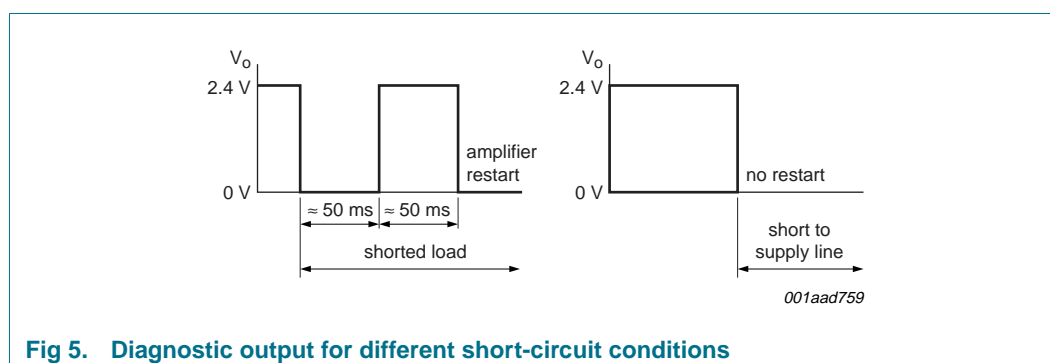 Vo
2.4 V
0 V
amplifier
restart
≈ 50 ms
≈ 50 ms
shorted load
Vo
2.4 V
0 V
no restart
short to
supply line
001aad759
Fig 5. Diagnostic output for different short-circuit conditions